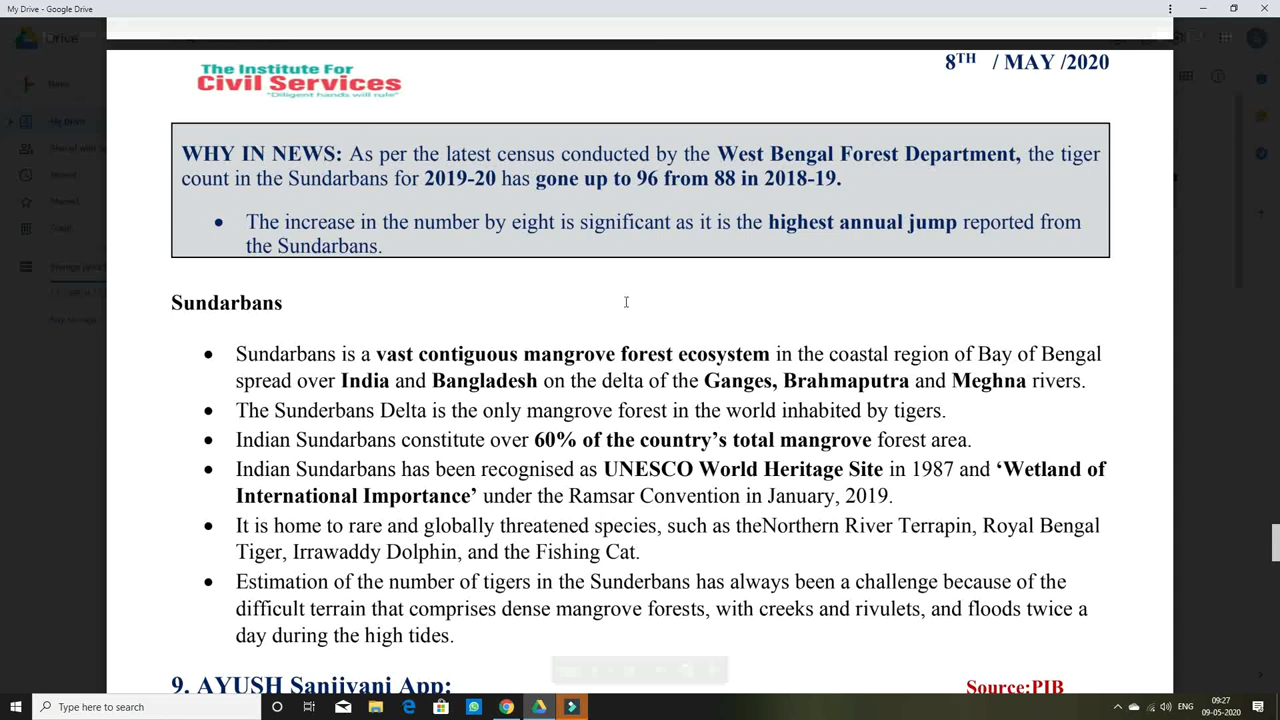 My Drive - Google Drive
Drive
The Institute For
Civil Services
"Diligent hands will rule"
8TH / MAY /2020
WHY IN NEWS: As per the latest census conducted by the West Bengal Forest Department, the tiger
count in the Sundarbans for 2019-20 has gone up to 96 from 88 in 2018-19.
• The increase in the number by eight is significant as it is the highest annual jump reported from
the Sundarbans.
Sundarbans
• Sundarbans is a vast contiguous mangrove forest ecosystem in the coastal region of Bay of Bengal
spread over India and Bangladesh on the delta of the Ganges, Brahmaputra and Meghna rivers.
• The Sunderbans Delta is the only mangrove forest in the world inhabited by tigers.
• Indian Sundarbans constitute over 60% of the country's total mangrove forest area.
• Indian Sundarbans has been recognised as UNESCO World Heritage Site in 1987 and ‘Wetland of
International Importance’ under the Ramsar Convention in January, 2019.
• It is home to rare and globally threatened species, such as theNorthern River Terrapin, Royal Bengal
Tiger, Irrawaddy Dolphin, and the Fishing Cat.
• Estimation of the number of tigers in the Sunderbans has always been a challenge because of the
difficult terrain that comprises dense mangrove forests, with creeks and rivulets, and floods twice a
day during the high tides.
9. AYUSH Sanjivani App:
Source:PIB
Type here to search
ENG
09:27
09-05-2020